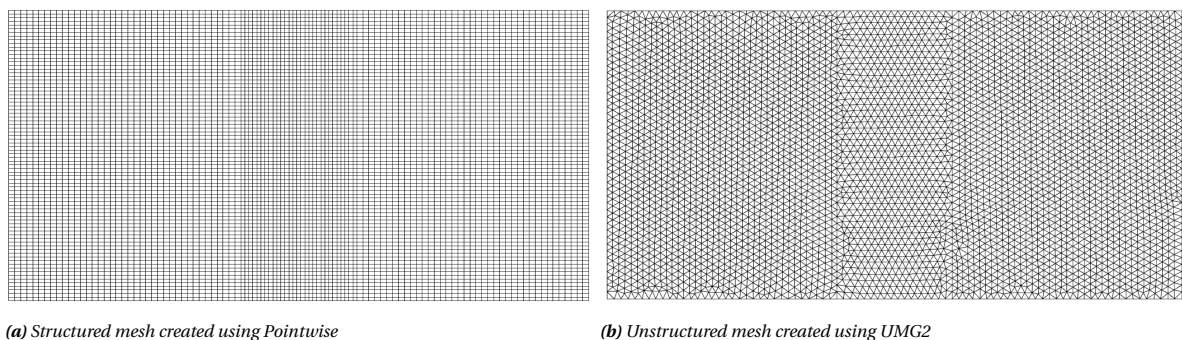 (a) Structured mesh created using Pointwise
(b) Unstructured mesh created using UMG2